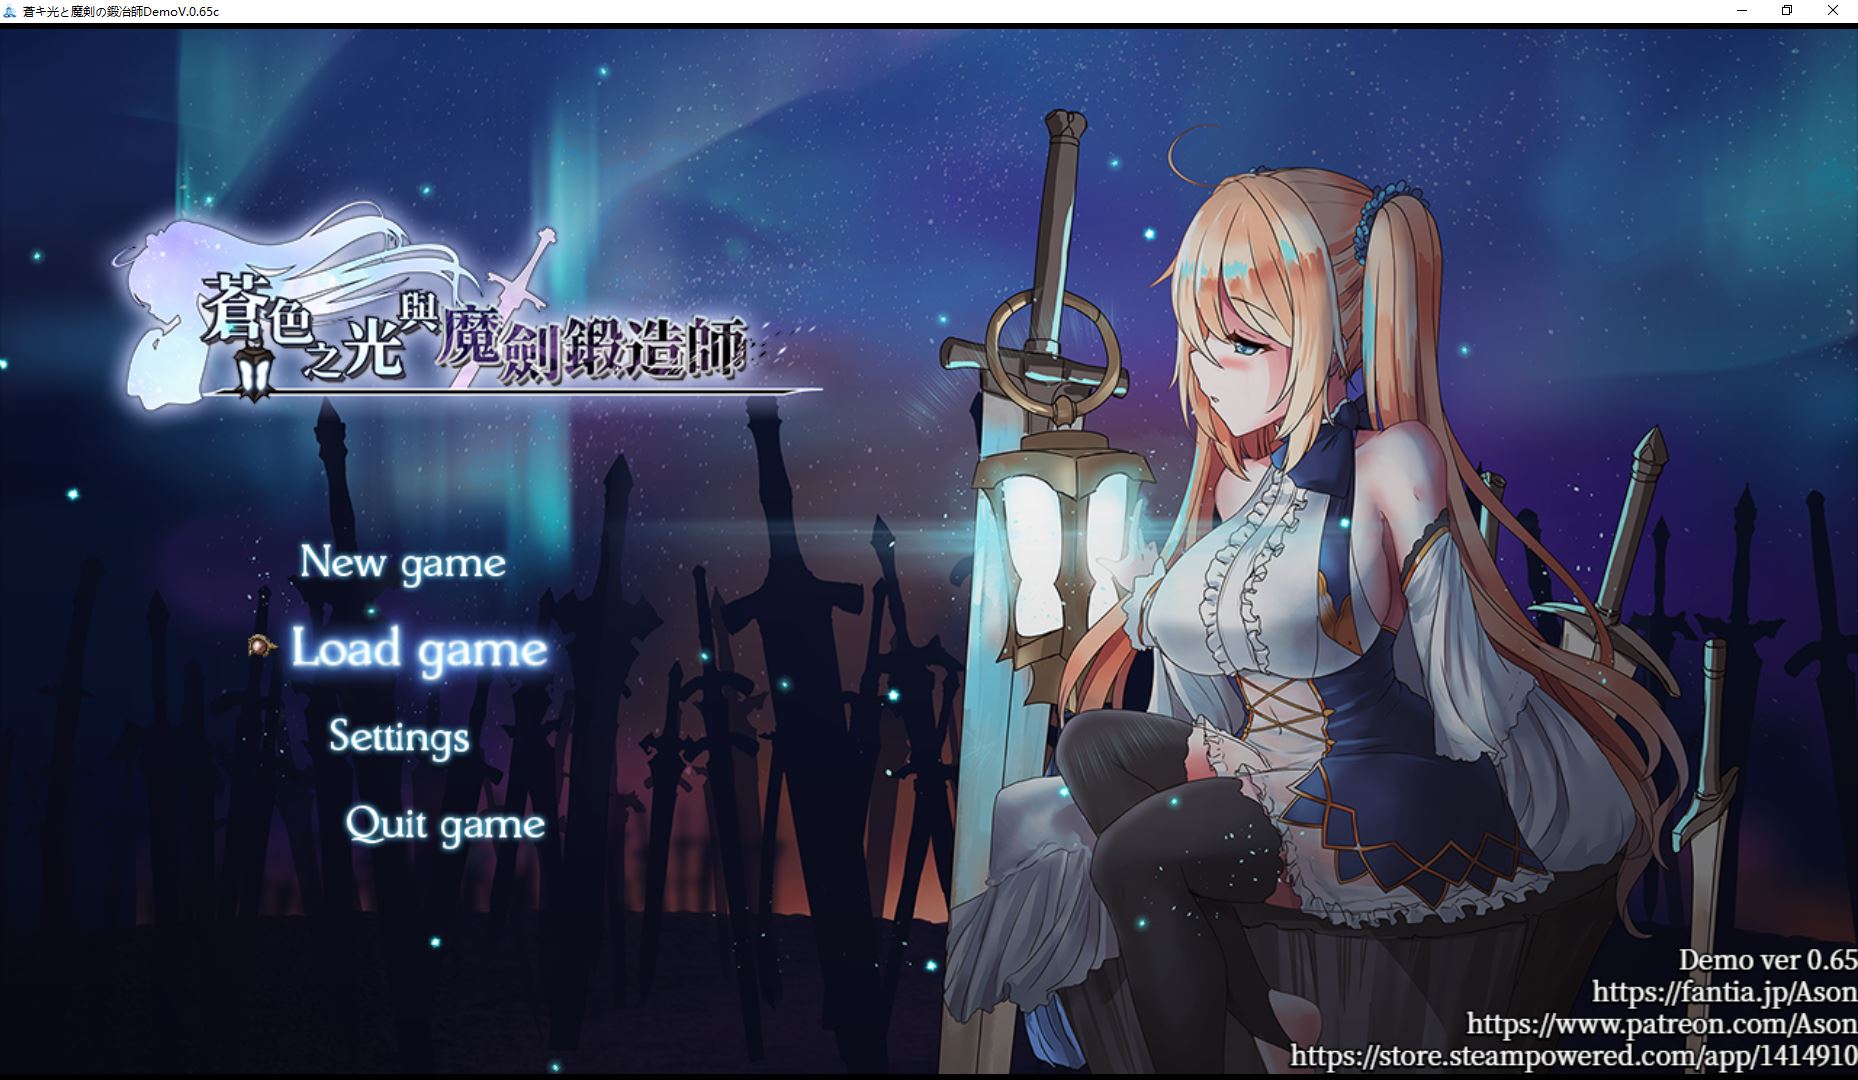 蒼キ光と魔剣の鍛冶師DemoV.0.65c
蒼色之光與魔劍鍛造師
New game
Load game
Settings
Quit game
Demo ver 0.65
https://fantia.jp/Ason
https://www.patreon.com/Ason
https://store.steampowered.com/app/1414910